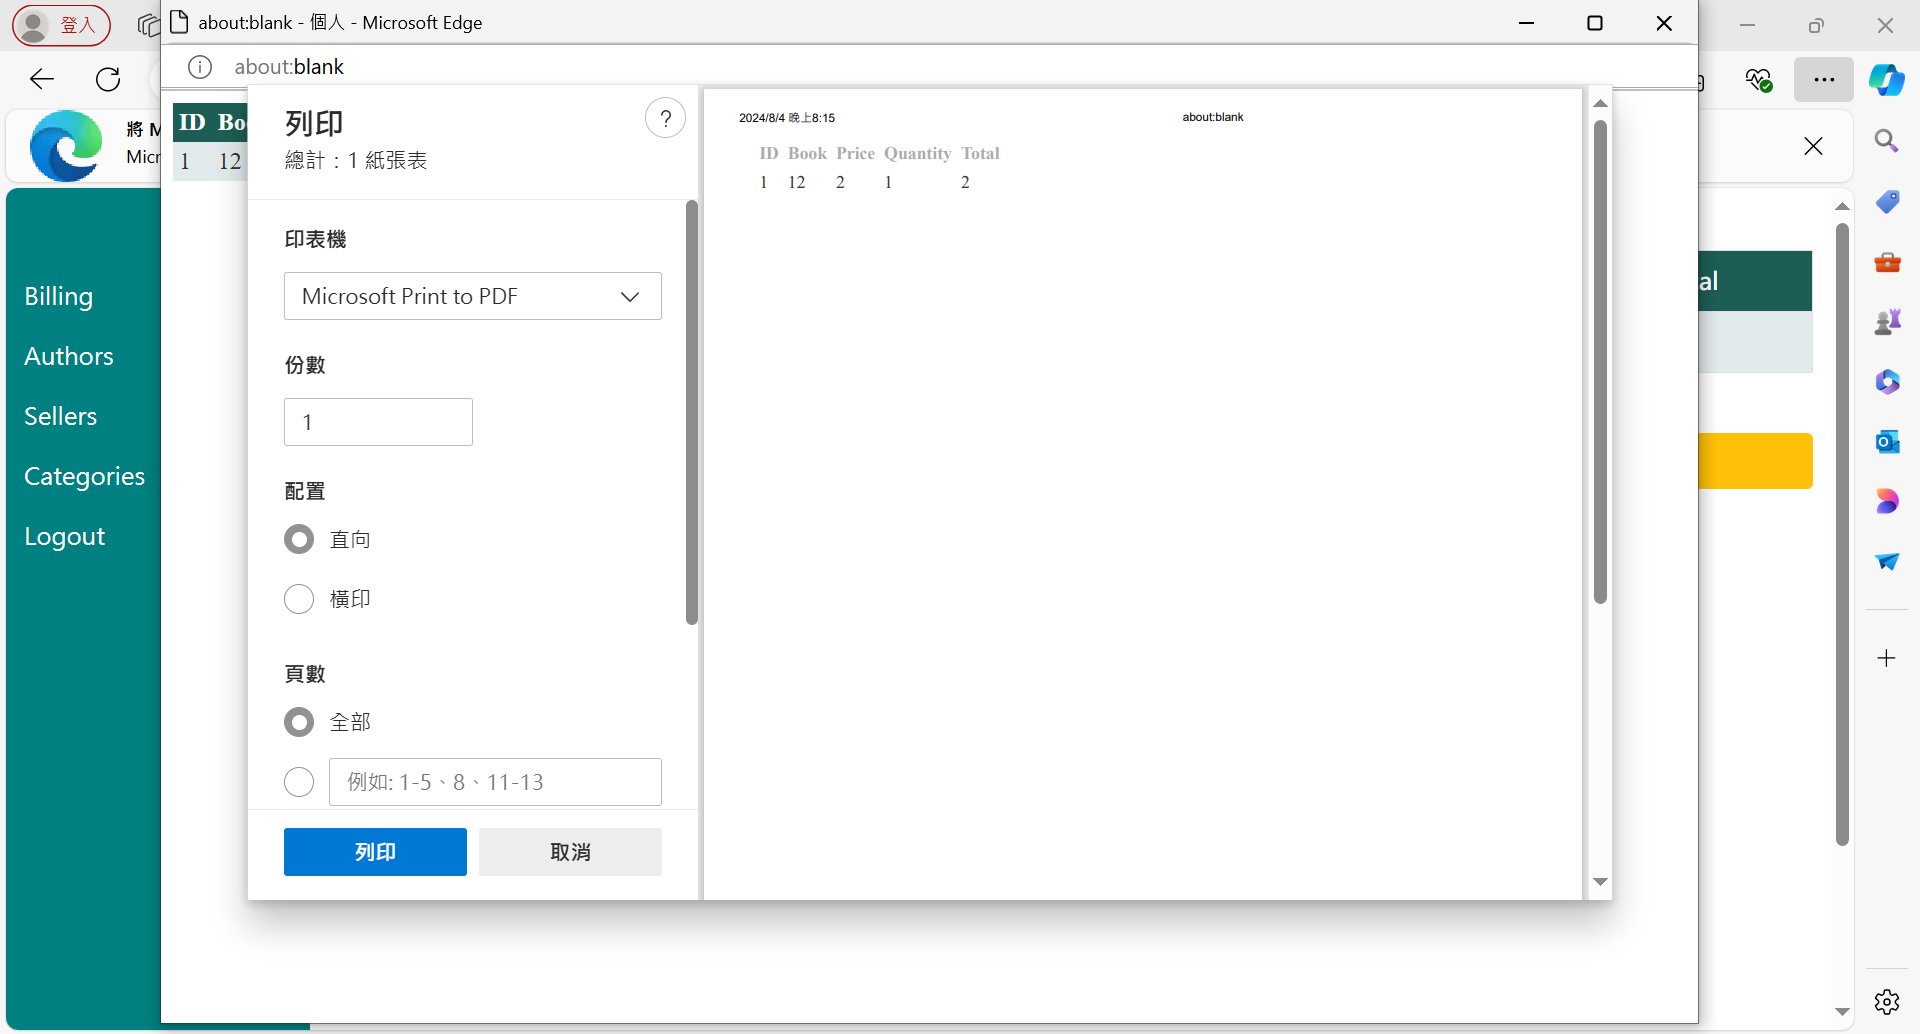 登入
about:blank - 個人 - Microsoft Edge
about:blank
將 M
Micr
ID Bo
1 12
列印
?
總計：1 紙張表
印表機
Microsoft Print to PDF
份數
1
配置
直向
橫印
頁數
全部
例如: 1-5、8、11-13
列印
取消
2024/8/4 晚上8:15
about:blank
ID Book Price Quantity Total
1 12 2 1 2
Billing
Authors
Sellers
Categories
Logout
al